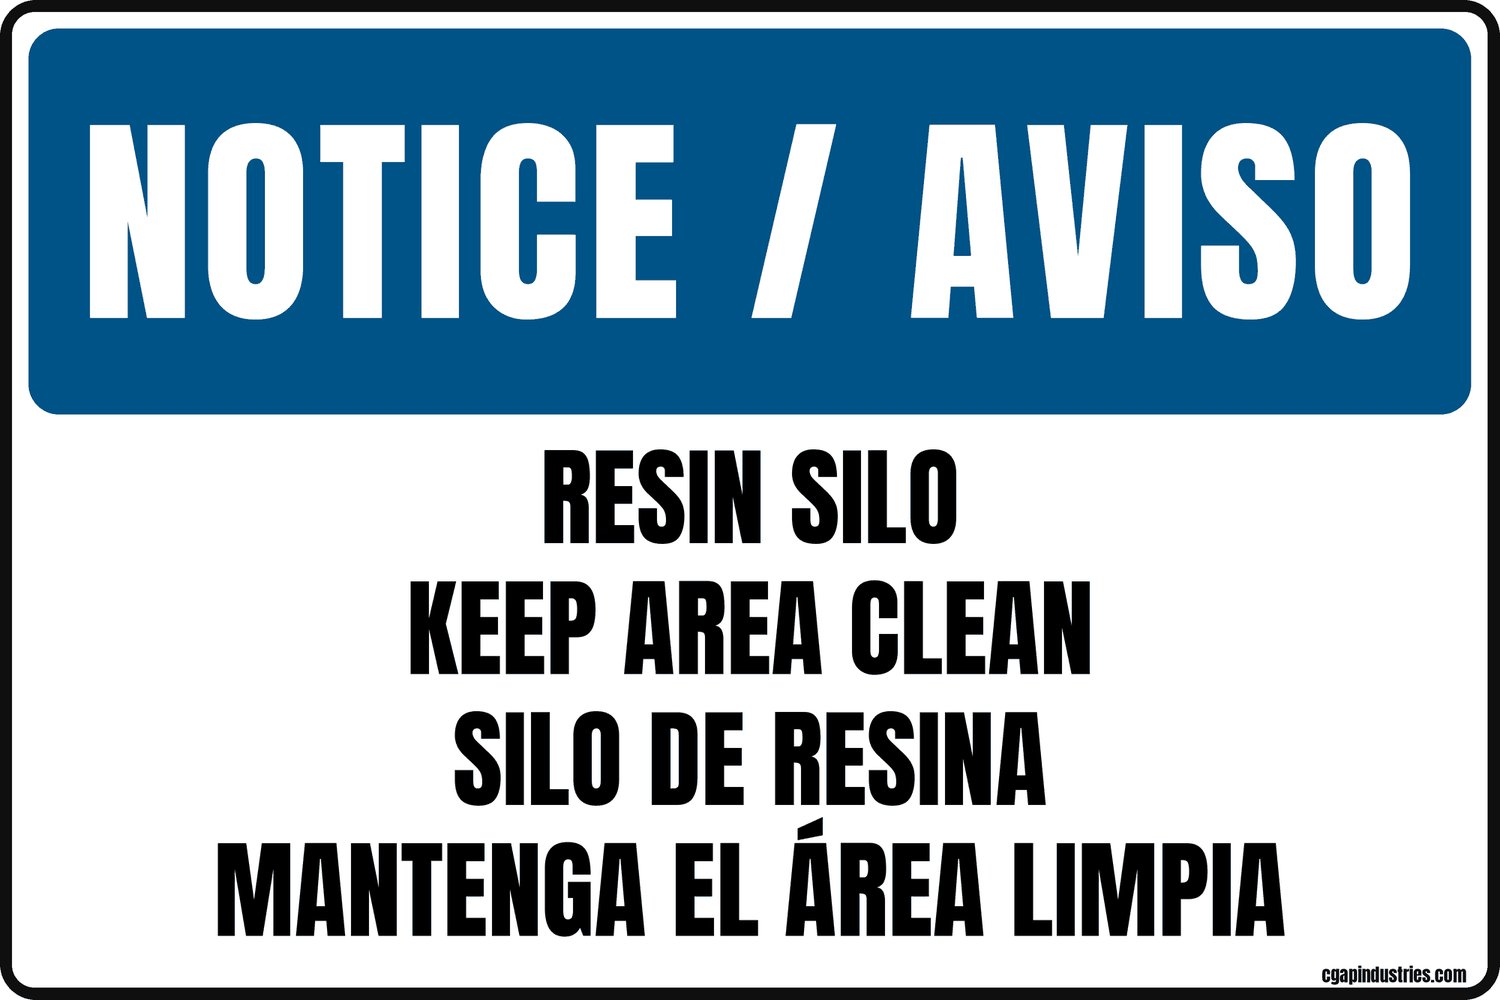 NOTICE / AVISO
RESIN SILO
KEEP AREA CLEAN
SILO DE RESINA
MANTENGA EL ÁREA LIMPIA
cgapindustries.com